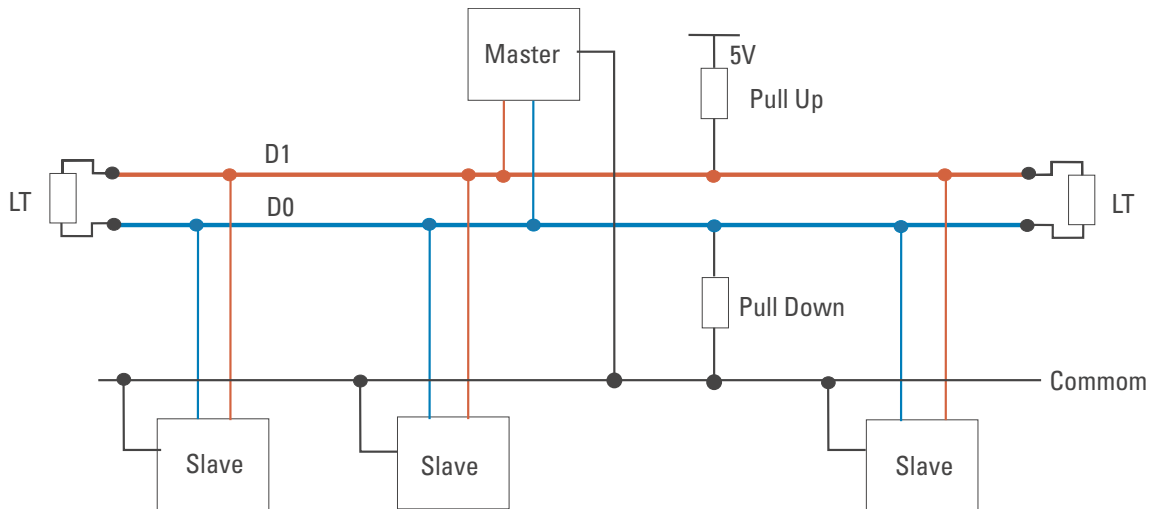 Master
5V
Pull Up
D1
LT
D0
LT
Pull Down
Commom
Slave
Slave
Slave